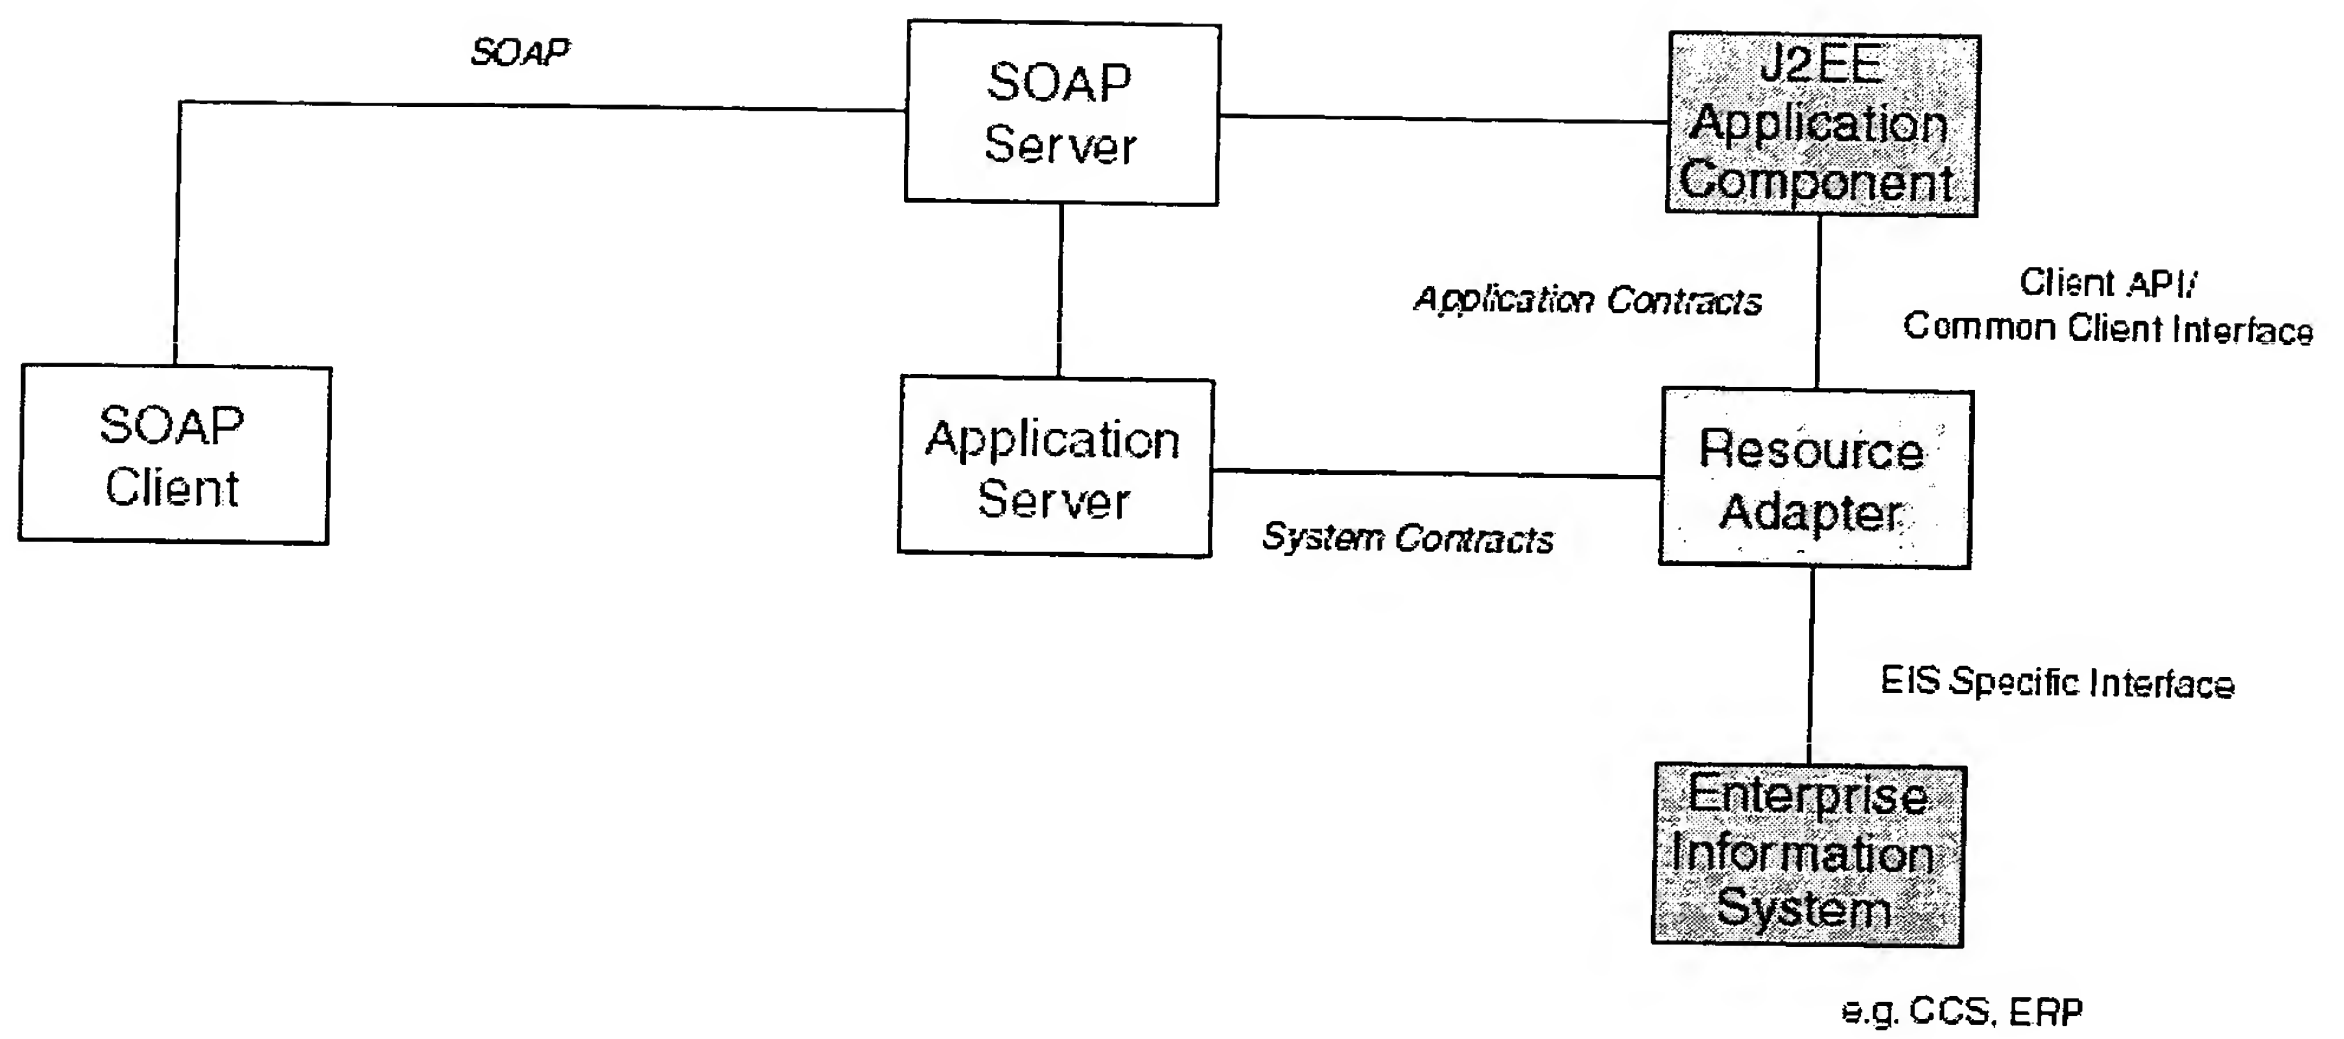 SOAP
SOAP
Server
J2EE
Application
Component
Application Contracts
Client API/
Common Client Interface
SOAP
Client
Application
Server
System Contracts
Resource
Adapter
EIS Specific Interface
Enterprise
Information
System
e.g. CCS, ERP